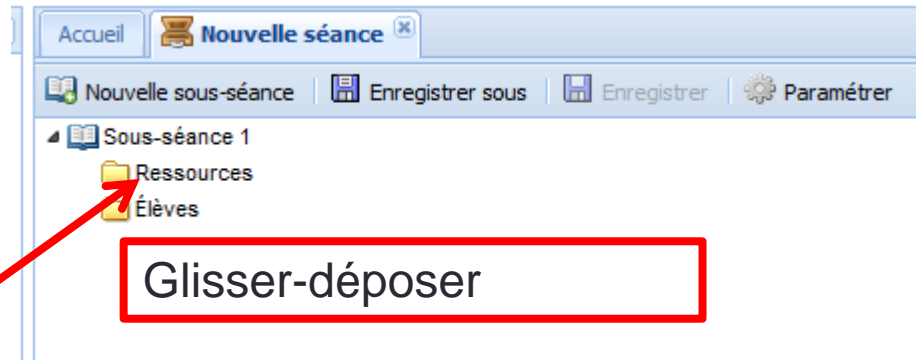 Accueil Nouvelle séance
Nouvelle sous-séance Enregistrer sous Enregistrer Paramétrer
Sous-séance 1
Ressources
Élèves
Glisser-déposer